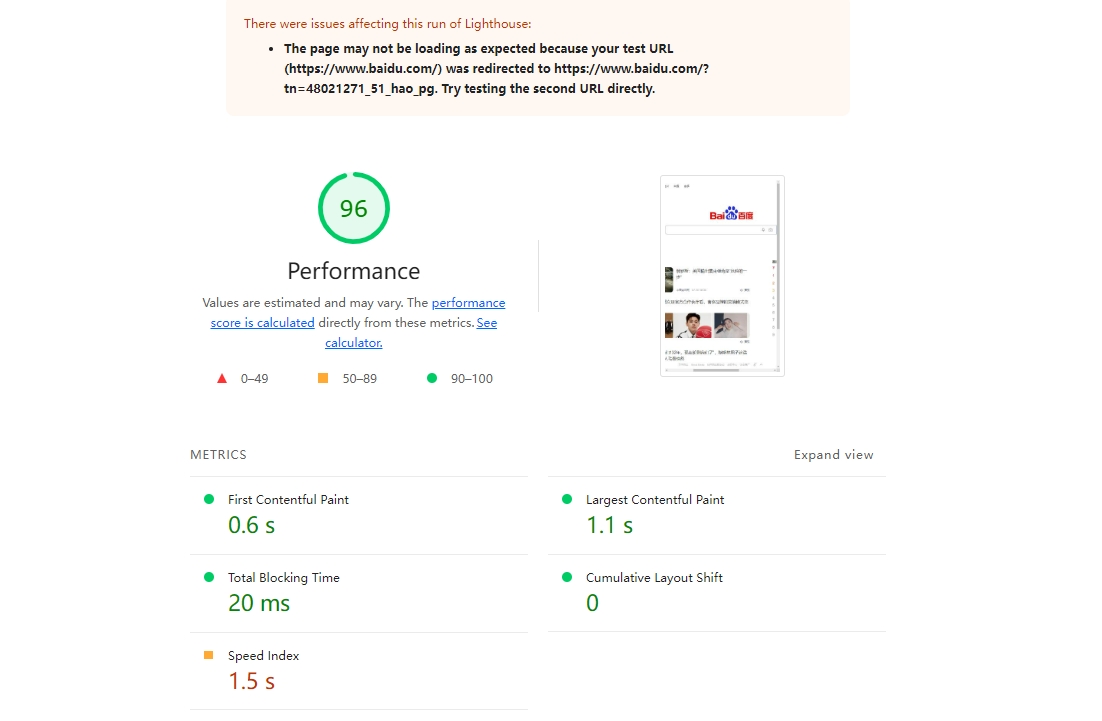 There were issues affecting this run of Lighthouse:
• The page may not be loading as expected because your test URL
(https://www.baidu.com/) was redirected to https://www.baidu.com/?
tn=48021271_51_hao_pg. Try testing the second URL directly.
96
Performance
Values are estimated and may vary. The performance
score is calculated directly from these metrics. See
calculator.
0–49
50–89
90–100
Bai du 百度
METRICS
Expand view
First Contentful Paint
0.6 s
Largest Contentful Paint
1.1 s
Total Blocking Time
20 ms
Cumulative Layout Shift
0
Speed Index
1.5 s